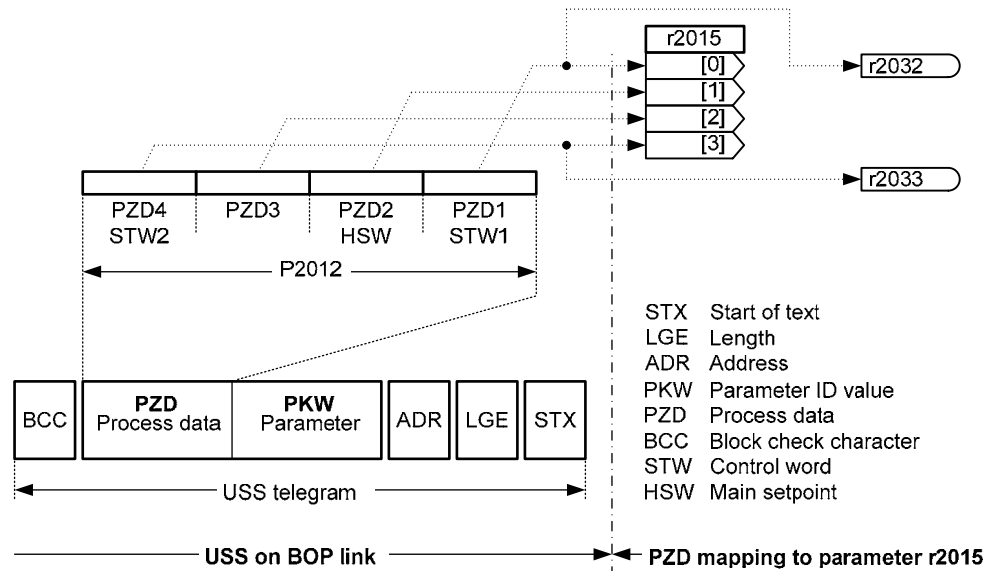 r2015
[0]
r2032
[1]
[2]
[3]
r2033
PZD4 PZD3 PZD2 PZD1
STW2 HSW STW1
P2012
STX Start of text
LGE Length
ADR Address
PKW Parameter ID value
PZD Process data
BCC Block check character
STW Control word
HSW Main setpoint
BCC PZD Process data PKW Parameter ADR LGE STX
USS telegram
USS on BOP link
PZD mapping to parameter r2015